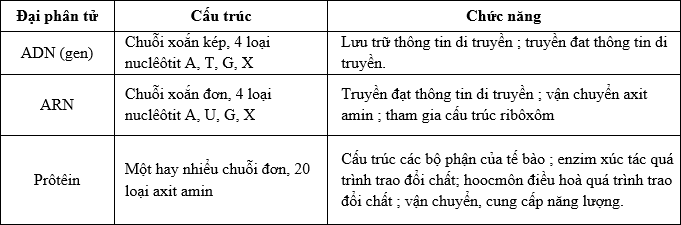 Đại phân tử
Cấu trúc
Chức năng
ADN (gen)
Chuỗi xoắn kép, 4 loại
nuclêôtit A, T, G, X
Lưu trữ thông tin di truyền ; truyền đat thông tin di
truyền.
ARN
Chuỗi xoắn đơn, 4 loại
nuclêôtit A, U, G, X
Truyền đạt thông tin di truyền ; vận chuyển axit
amin ; tham gia cấu trúc ribôxôm
Prôtêin
Một hay nhiều chuỗi đơn, 20
loại axit amin
Cấu trúc các bộ phận của tế bào ; enzim xúc tác quá
trình trao đổi chất; hoocmôn điều hoà quá trình trao
đổi chất ; vận chuyển, cung cấp năng lượng.